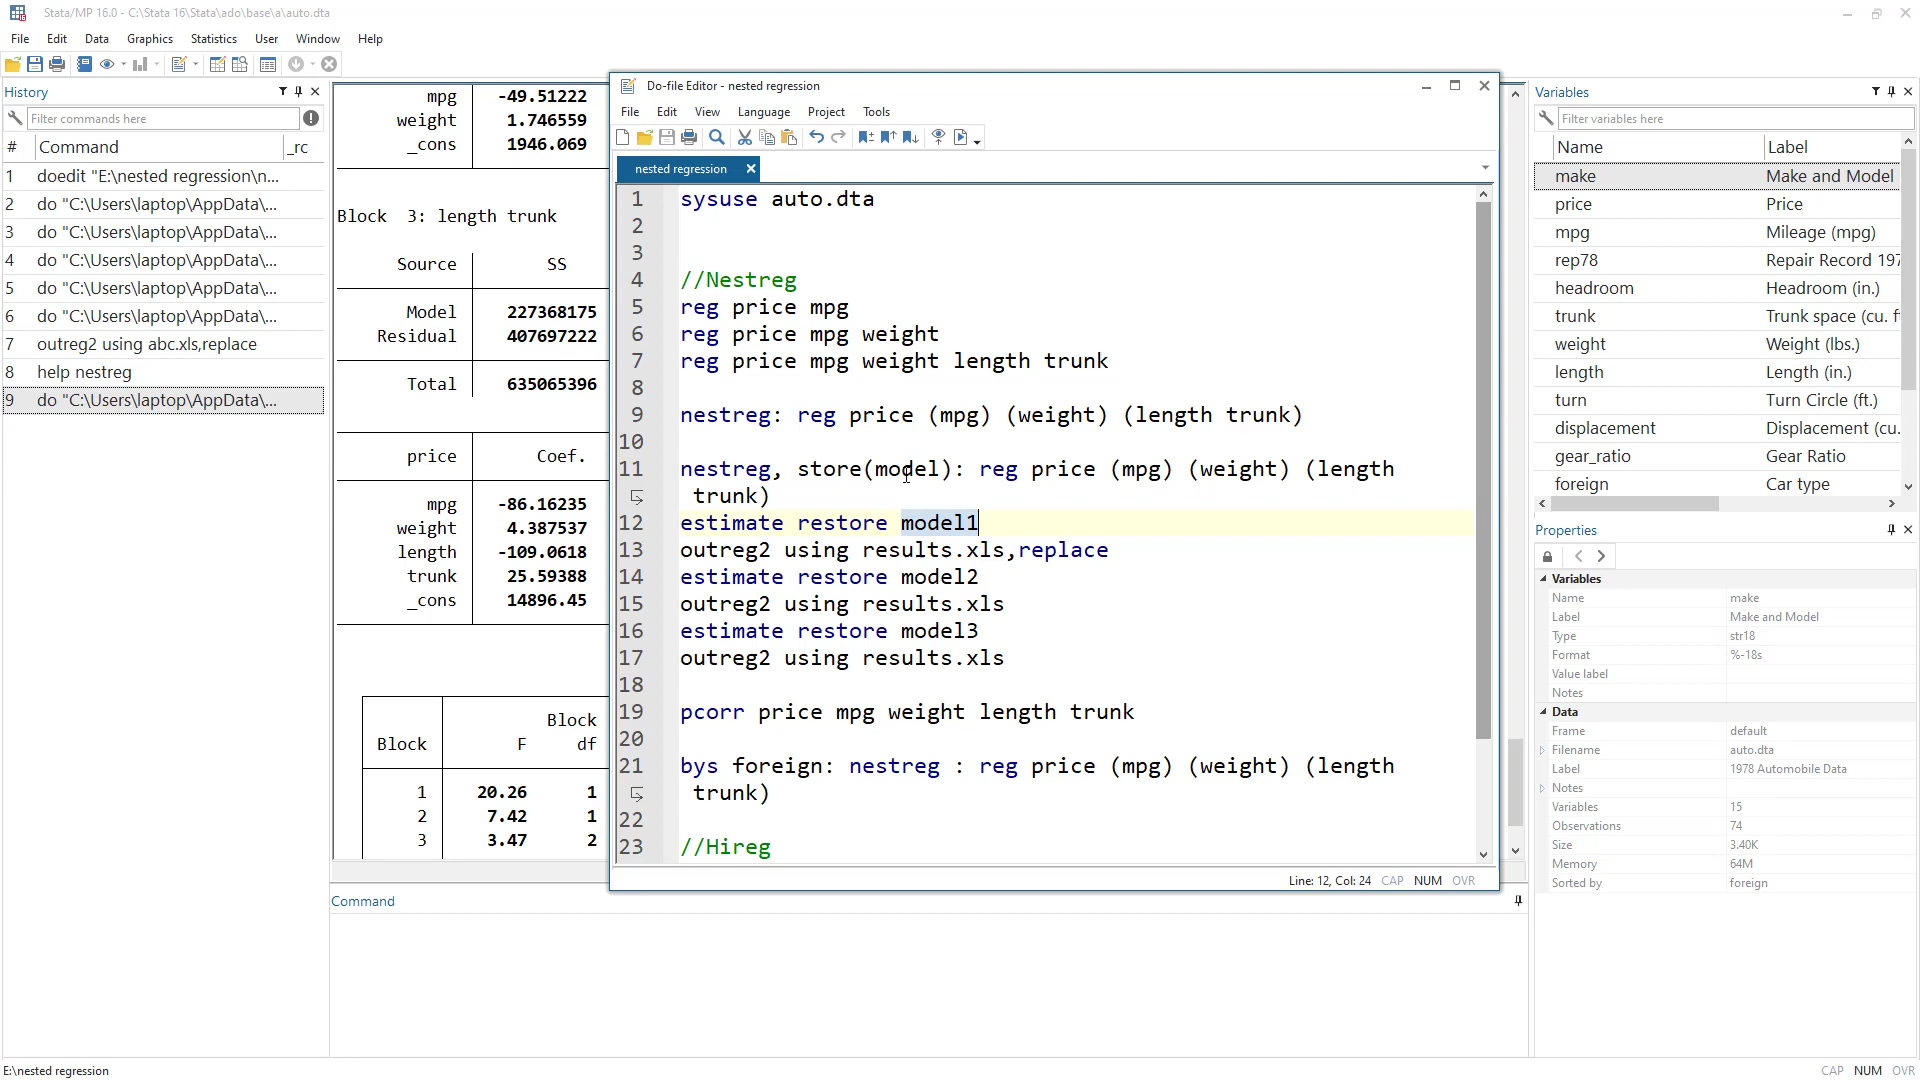 Stata/MP 16.0 - C:\Stata 16\Stata\ado\base\a\auto.dta
File Edit Data Graphics Statistics User Window Help
History
Filter commands here
# Command _rc
1 doedit "E:\nested regression\n...
2 do "C:\Users\laptop\AppData\...
3 do "C:\Users\laptop\AppData\...
4 do "C:\Users\laptop\AppData\...
5 do "C:\Users\laptop\AppData\...
6 do "C:\Users\laptop\AppData\...
7 outreg2 using abc.xls,replace
8 help nestreg
9 do "C:\Users\laptop\AppData\...
mpg -49.51222
weight 1.746559
_cons 1946.069
Block 3: length trunk
Source SS
Model 227368175
Residual 407697222
Total 635065396
price Coef.
mpg -86.16235
weight 4.387537
length -109.0618
trunk 25.59388
_cons 14896.45
Block
Block F df
1 20.26 1
2 7.42 1
3 3.47 2
Do-file Editor - nested regression
File Edit View Language Project Tools
nested regression
1 sysuse auto.dta
2
3
4 //Nestreg
5 reg price mpg
6 reg price mpg weight
7 reg price mpg weight length trunk
8
9 nestreg: reg price (mpg) (weight) (length trunk)
10
11 nestreg, store(model): reg price (mpg) (weight) (length
trunk)
12 estimate restore model1
13 outreg2 using results.xls,replace
14 estimate restore model2
15 outreg2 using results.xls
16 estimate restore model3
17 outreg2 using results.xls
18
19 pcorr price mpg weight length trunk
20
21 bys foreign: nestreg : reg price (mpg) (weight) (length
trunk)
22
23 //Hireg
Line: 12, Col: 24 CAP NUM OVR
Command
Variables
Filter variables here
Name Label
make Make and Model
price Price
mpg Mileage (mpg)
rep78 Repair Record 197
headroom Headroom (in.)
trunk Trunk space (cu. f
weight Weight (lbs.)
length Length (in.)
turn Turn Circle (ft.)
displacement Displacement (cu.
gear_ratio Gear Ratio
foreign Car type
Properties
Variables
Name make
Label Make and Model
Type str18
Format %-18s
Value label
Notes
Data
Frame default
Filename auto.dta
Label 1978 Automobile Data
Notes
Variables 15
Observations 74
Size 3.40K
Memory 64M
Sorted by foreign
E:\nested regression
CAP NUM OVR